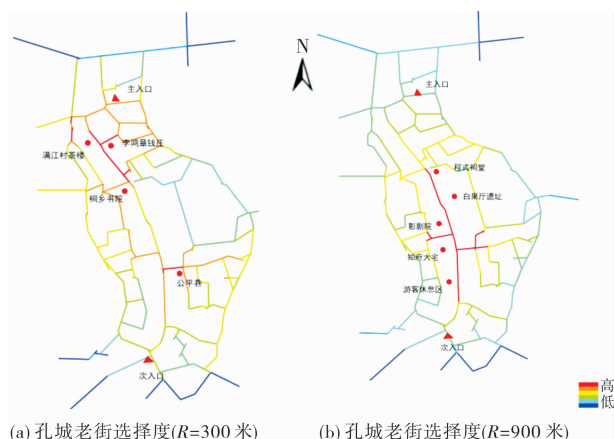 N
主入口
李鸿章钱庄
满江村茶楼
桐乡书院
公平巷
次入口
主入口
程式祠堂
白果厅遗址
影剧院
知府大宅
游客休息区
次入口
高
低
(a) 孔城老街选择度(R=300 米)
(b) 孔城老街选择度(R=900 米)